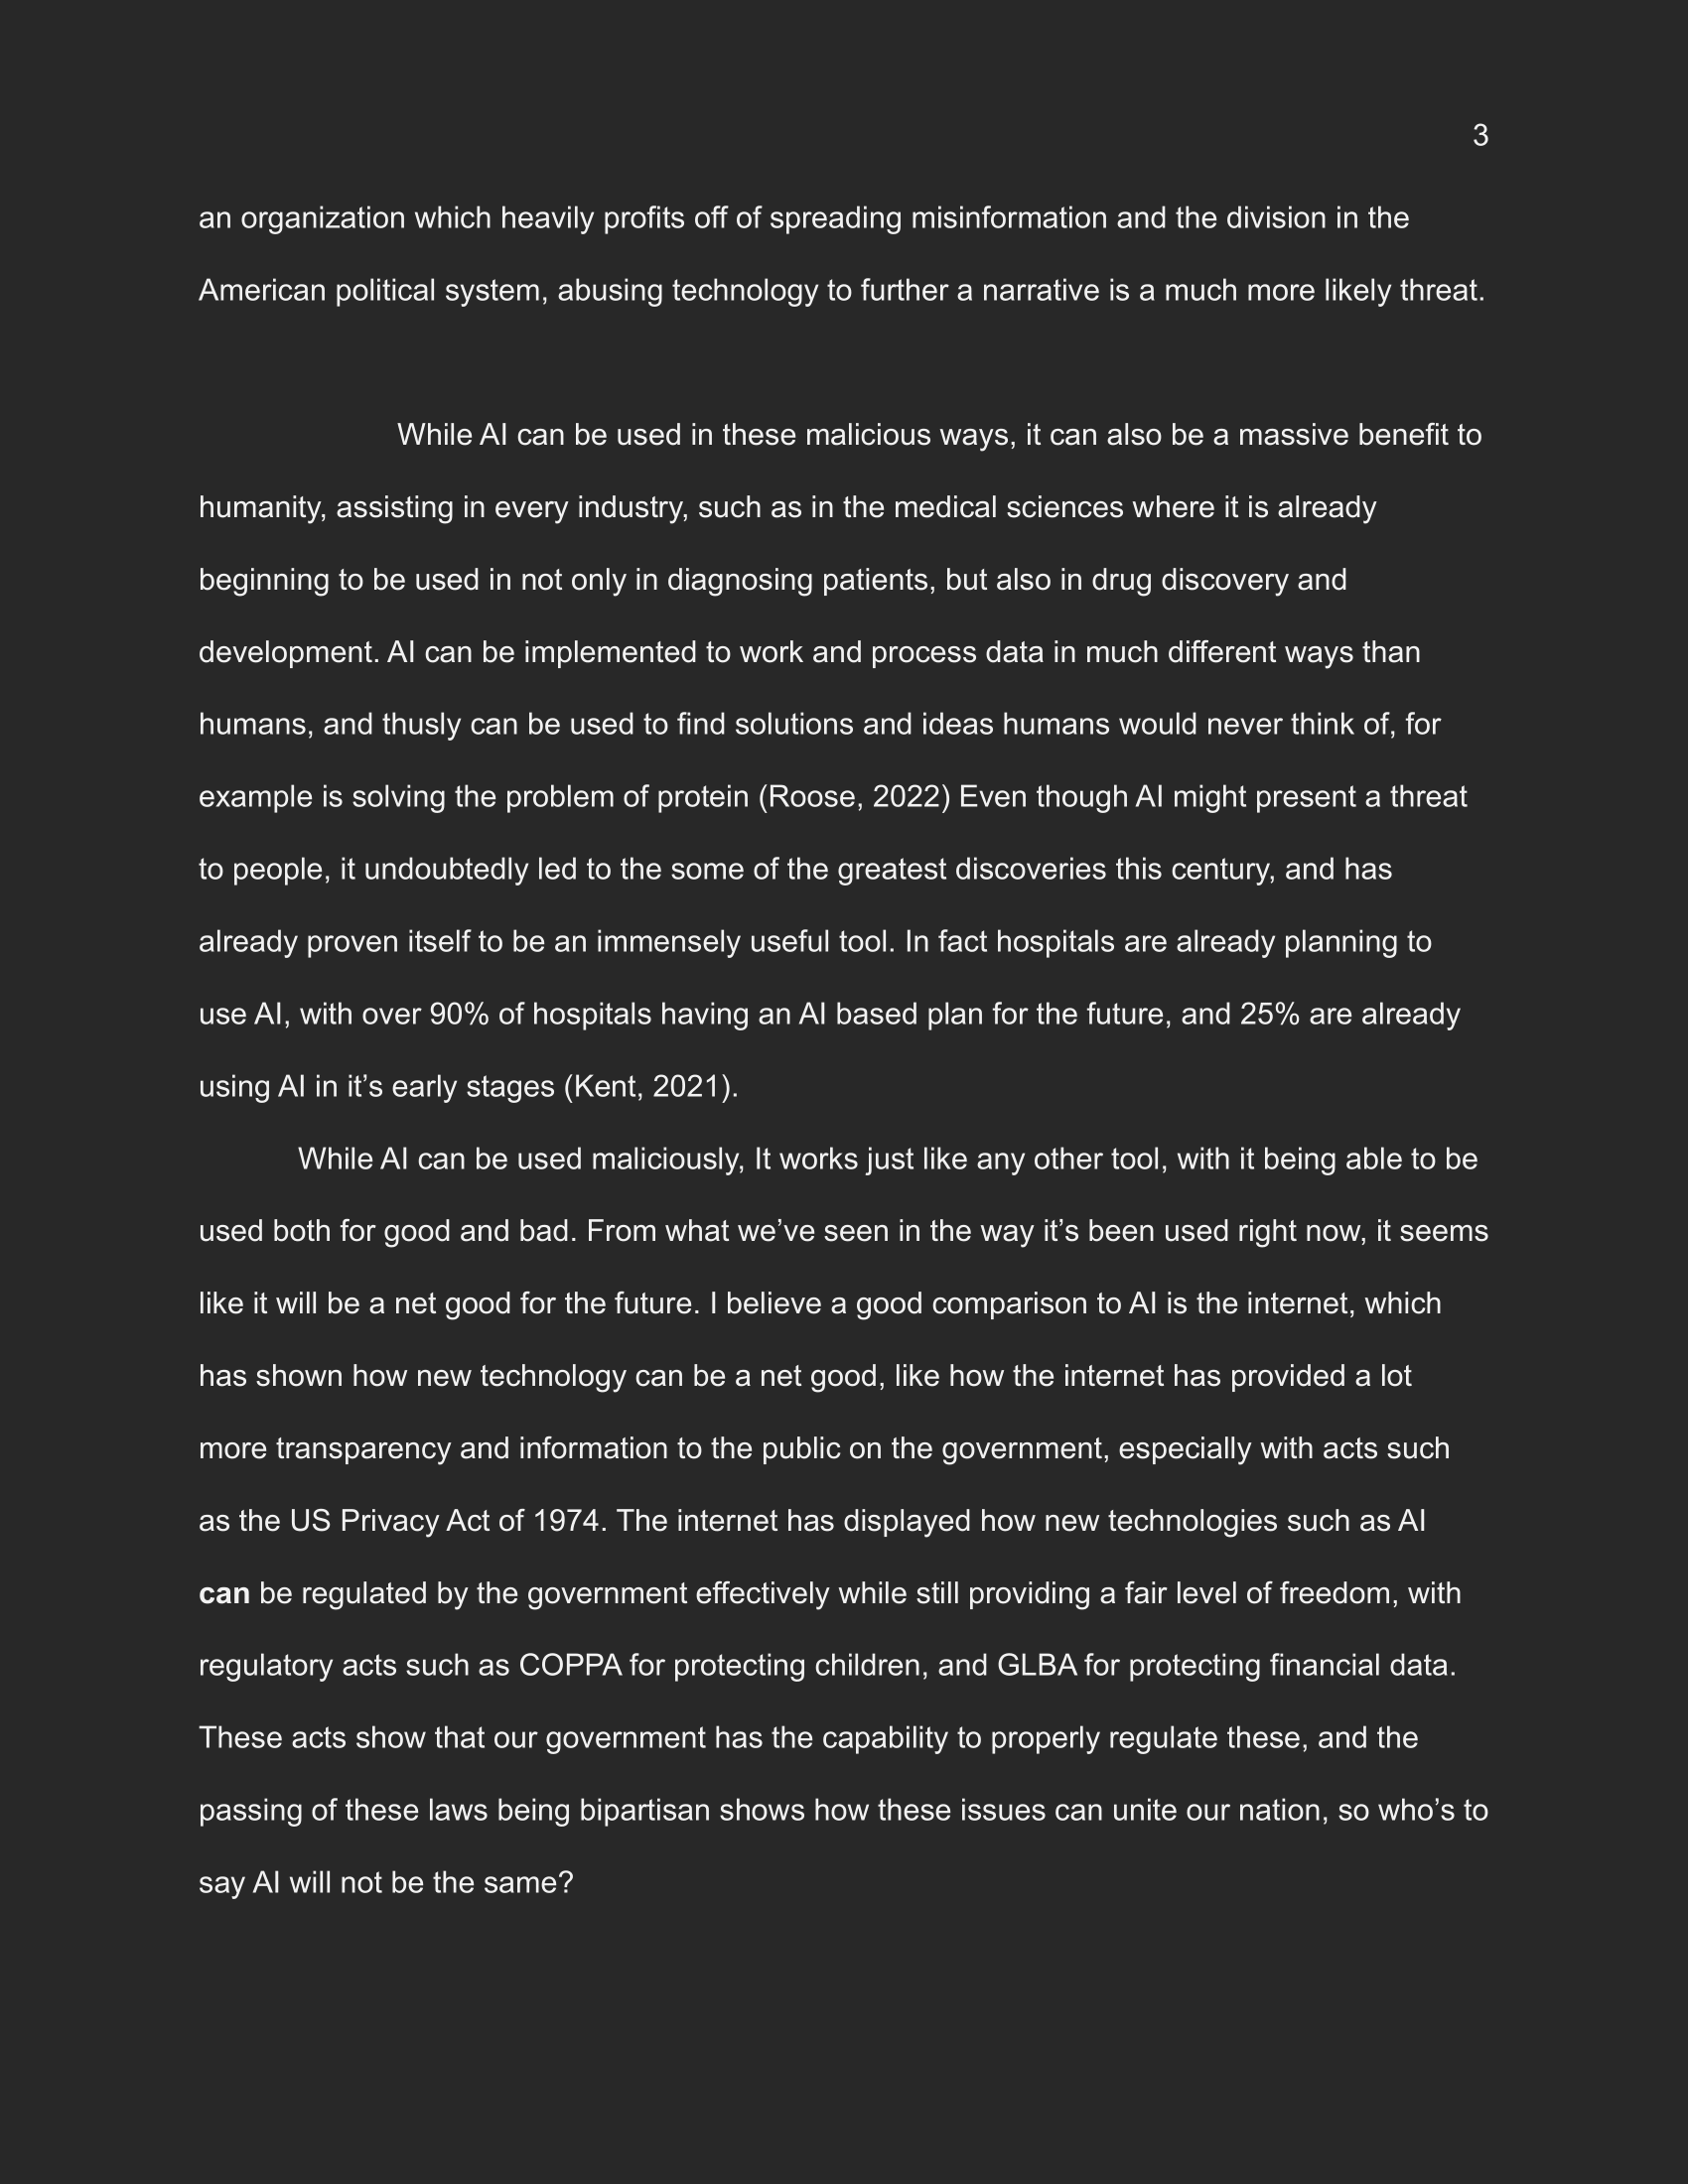 3
an organization which heavily profits off of spreading misinformation and the division in the
American political system, abusing technology to further a narrative is a much more likely threat.
While AI can be used in these malicious ways, it can also be a massive benefit to
humanity, assisting in every industry, such as in the medical sciences where it is already
beginning to be used in not only in diagnosing patients, but also in drug discovery and
development. AI can be implemented to work and process data in much different ways than
humans, and thusly can be used to find solutions and ideas humans would never think of, for
example is solving the problem of protein (Roose, 2022) Even though AI might present a threat
to people, it undoubtedly led to the some of the greatest discoveries this century, and has
already proven itself to be an immensely useful tool. In fact hospitals are already planning to
use AI, with over 90% of hospitals having an AI based plan for the future, and 25% are already
using AI in it’s early stages (Kent, 2021).
While AI can be used maliciously, It works just like any other tool, with it being able to be
used both for good and bad. From what we’ve seen in the way it’s been used right now, it seems
like it will be a net good for the future. I believe a good comparison to AI is the internet, which
has shown how new technology can be a net good, like how the internet has provided a lot
more transparency and information to the public on the government, especially with acts such
as the US Privacy Act of 1974. The internet has displayed how new technologies such as AI
can be regulated by the government effectively while still providing a fair level of freedom, with
regulatory acts such as COPPA for protecting children, and GLBA for protecting financial data.
These acts show that our government has the capability to properly regulate these, and the
passing of these laws being bipartisan shows how these issues can unite our nation, so who’s to
say AI will not be the same?